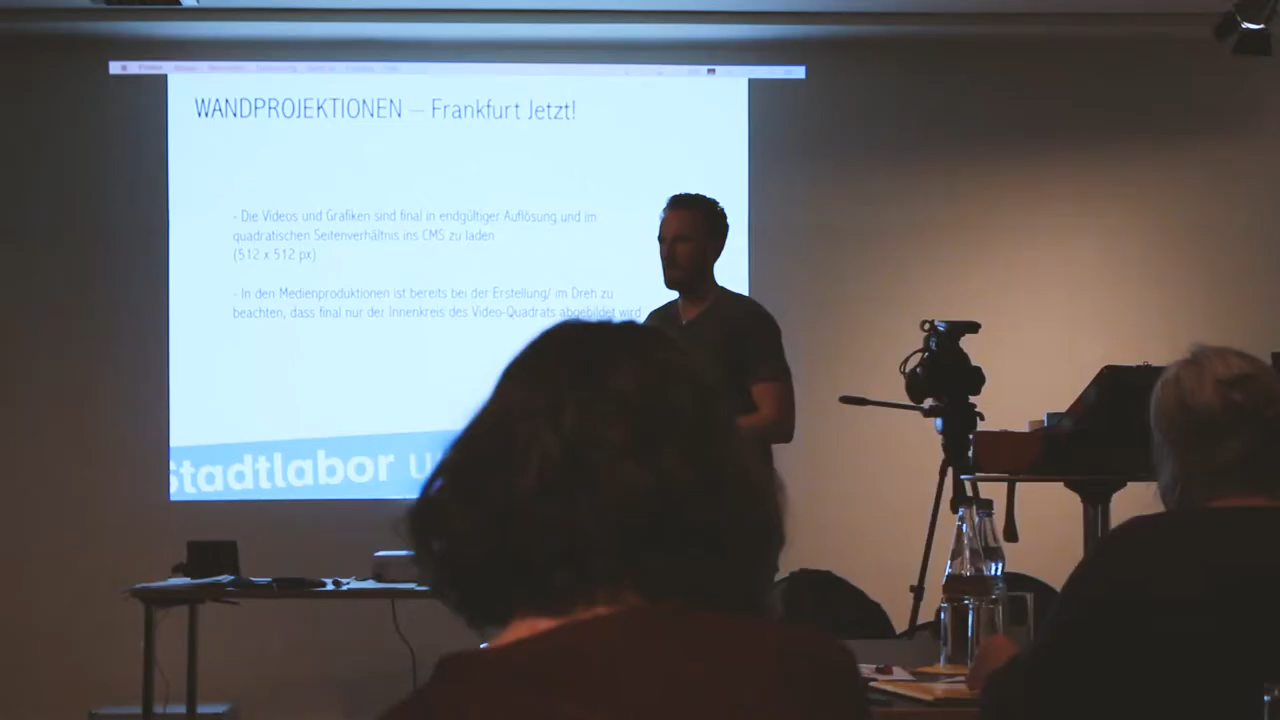 WANDPROJEKTIONEN – Frankfurt Jetzt!
- Die Videos und Grafiken sind final in endgültiger Auflösung und im
quadratischen Seitenverhältnis ins CMS zu laden
(512 x 512 px)
- In den Medienproduktionen ist bereits bei der Erstellung/ im Dreh zu
beachten, dass final nur der Innenkreis des Video-Quadrats abgebildet wird
Stadtlabor